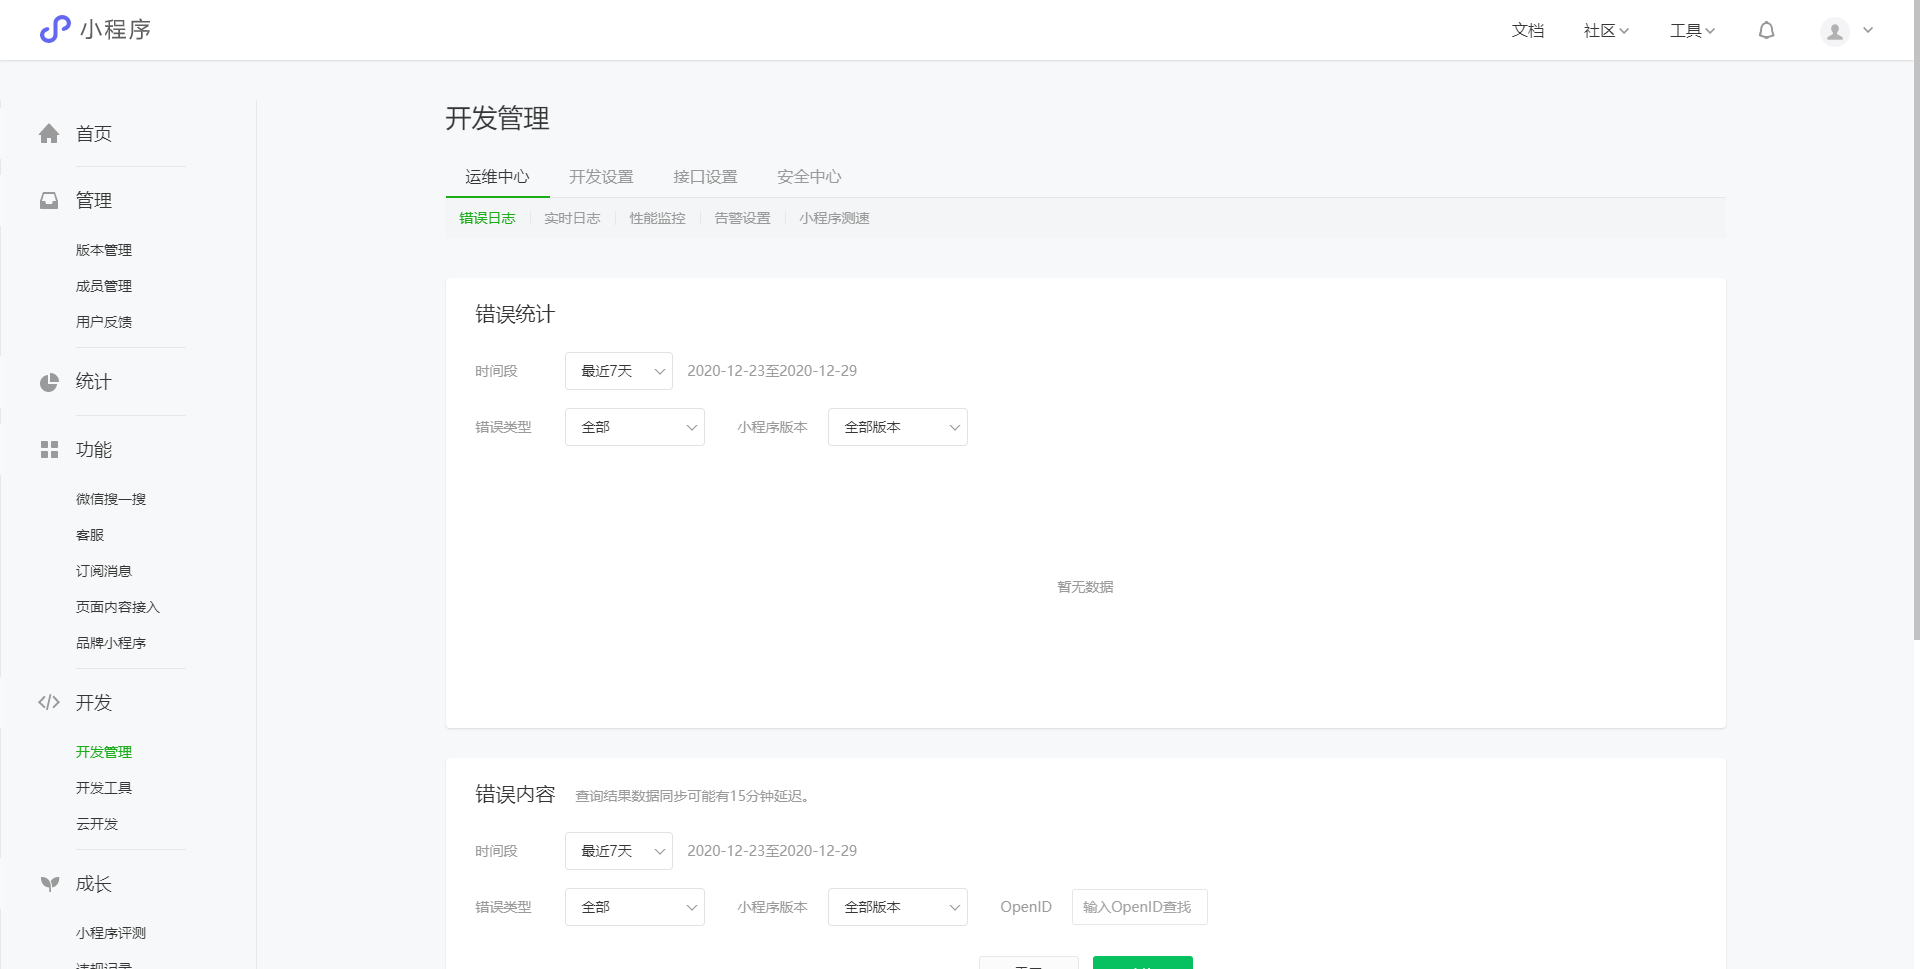 小程序
文档 社区 工具
首页
管理
版本管理
成员管理
用户反馈
统计
功能
微信搜一搜
客服
订阅消息
页面内容接入
品牌小程序
开发
开发管理
开发工具
云开发
成长
小程序评测
违规记录
开发管理
运维中心 开发设置 接口设置 安全中心
错误日志 实时日志 性能监控 告警设置 小程序测速
错误统计
时间段 最近7天 2020-12-23至2020-12-29
错误类型 全部 小程序版本 全部版本
暂无数据
错误内容 查询结果数据同步可能有15分钟延迟。
时间段 最近7天 2020-12-23至2020-12-29
错误类型 全部 小程序版本 全部版本 OpenID 输入OpenID查找